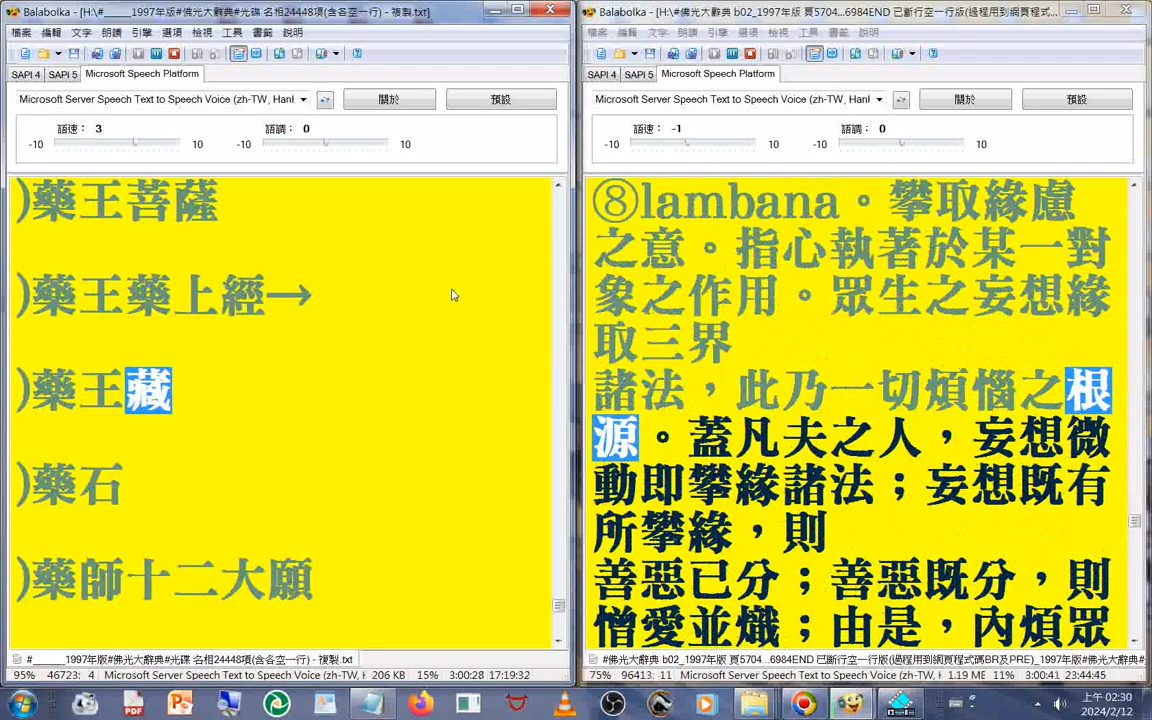 Balabolka - [H:\#_____1997年版#佛光大辭典#光碟 名相24448項(含各空一行) - 複製.txt]
檔案 編輯 文字 朗讀 引擎 選項 檢視 工具 書籤 說明
SAPI 4 SAPI 5 Microsoft Speech Platform
Microsoft Server Speech Text to Speech Voice (zh-TW, Hanl 關於 預設
語速： 3 語調： 0
-10 10 -10 10
)藥王菩薩
)藥王藥上經→
)藥王藏
)藥石
)藥師十二大願
#_____1997年版#佛光大辭典#光碟 名相24448項(含各空一行) - 複製.txt
95% 46723: 4 Microsoft Server Speech Text to Speech Voice (zh-TW, Ha 206 KB 15% 3:00:28 17:19:32
Balabolka - [H:\#佛光大辭典 b02_1997年版 頁5704...6984END 已斷行空一行版(過程用到網頁程式...
檔案 編輯 文字 朗讀 引擎 選項 檢視 工具 書籤 說明
SAPI 4 SAPI 5 Microsoft Speech Platform
Microsoft Server Speech Text to Speech Voice (zh-TW, Hanl 關於 預設
語速： -1 語調： 0
-10 10 -10 10
⑧lambana。攀取緣慮
之意。指心執著於某一對
象之作用。眾生之妄想緣
取三界
諸法，此乃一切煩惱之根
源。蓋凡夫之人，妄想微
動即攀緣諸法；妄想既有
所攀緣，則
善惡已分；善惡既分，則
憎愛並熾；由是，內煩眾
#佛光大辭典 b02_1997年版 頁5704...6984END 已斷行空一行版(過程用到網頁程式碼BR及PRE)_1997年版#佛光大辭典#
75% 96413: 11 Microsoft Server Speech Text to Speech Voice (zh-TW, Ha 1.19 ME 11% 3:00:41 23:44:45
上午 02:30
2024/2/12